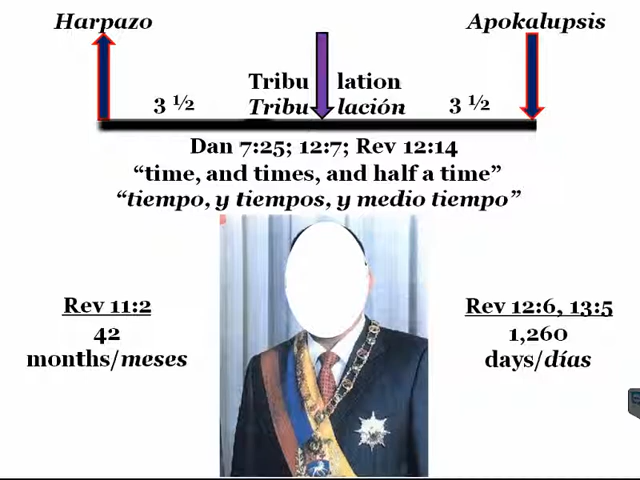 Harpazo
Apokalupsis
Tribu lation
3 ½ Tribu lación 3 ½
Dan 7:25; 12:7; Rev 12:14
“time, and times, and half a time”
“tiempo, y tiempos, y medio tiempo”
Rev 11:2
42
months/meses
Rev 12:6, 13:5
1,260
days/días